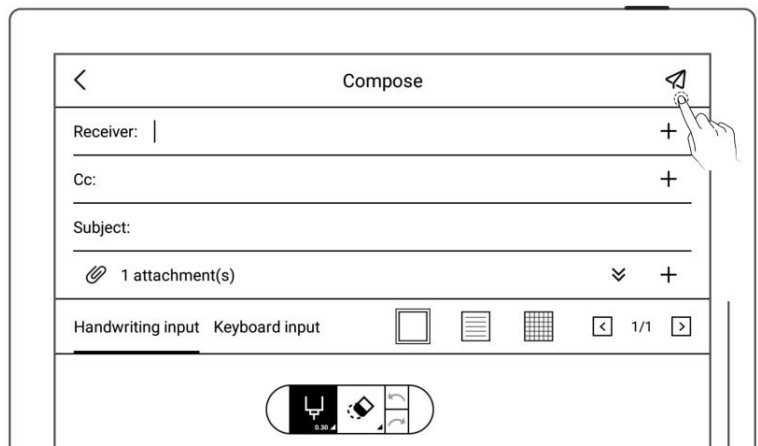 Compose
Receiver:
Cc:
Subject:
1 attachment(s)
Handwriting input Keyboard input 1/1
0.30